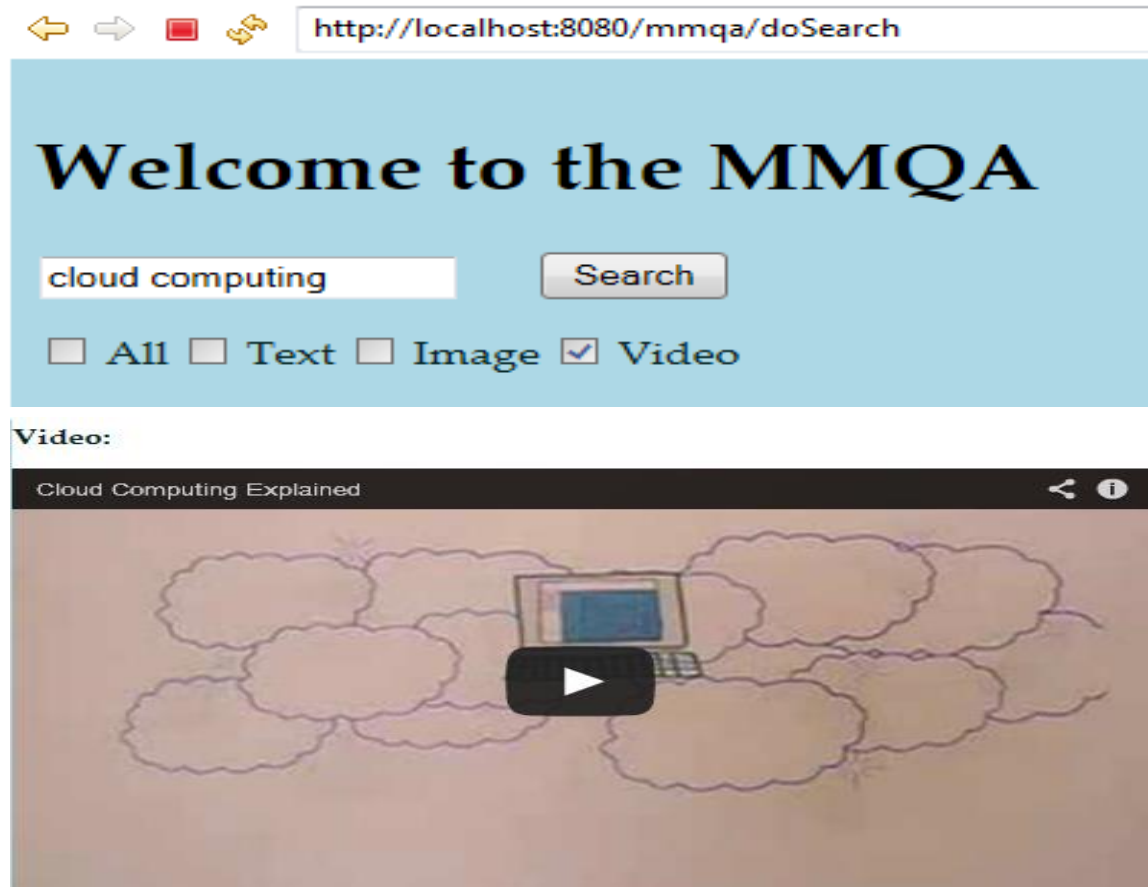 http://localhost:8080/mmqa/doSearch
Welcome to the MMQA
cloud computing Search
All Text Image Video
Video:
Cloud Computing Explained